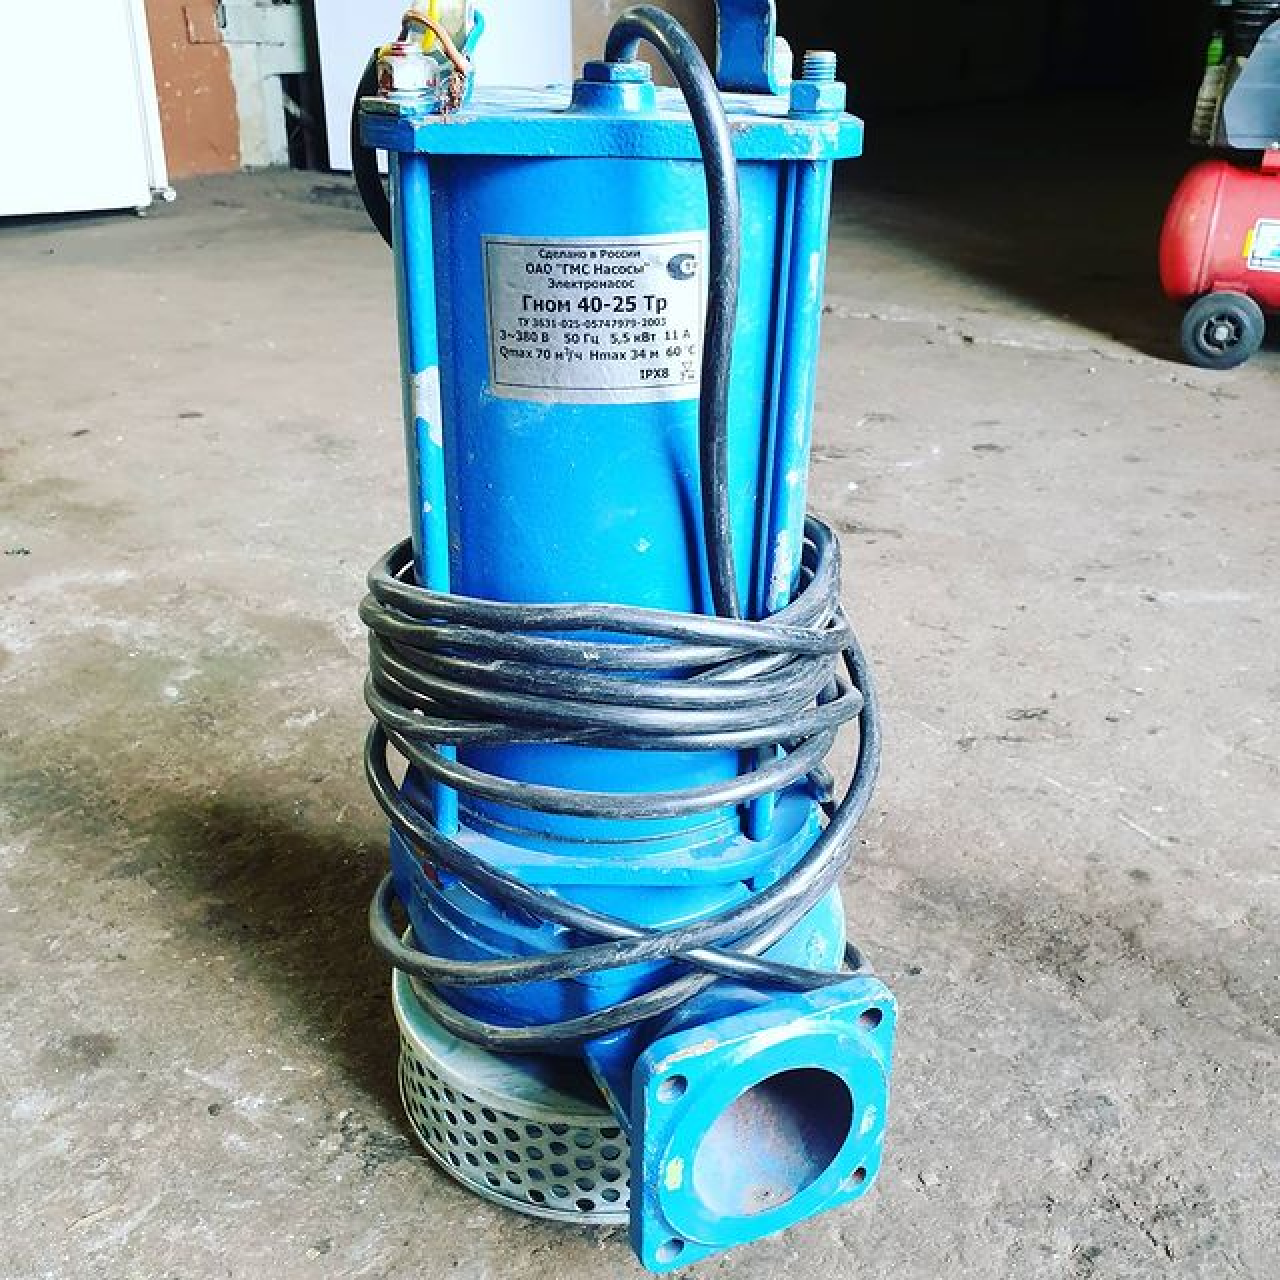 Сделано в России
ОАО "ГМС Насосы"
Электронасос
Гном 40-25 Тр
ТУ 3631-025-05747979-2003
3~380 В 50 Гц 5,5 кВт 11 А
Qmax 70 м³/ч Hmax 34 м 60 °C
IPX8